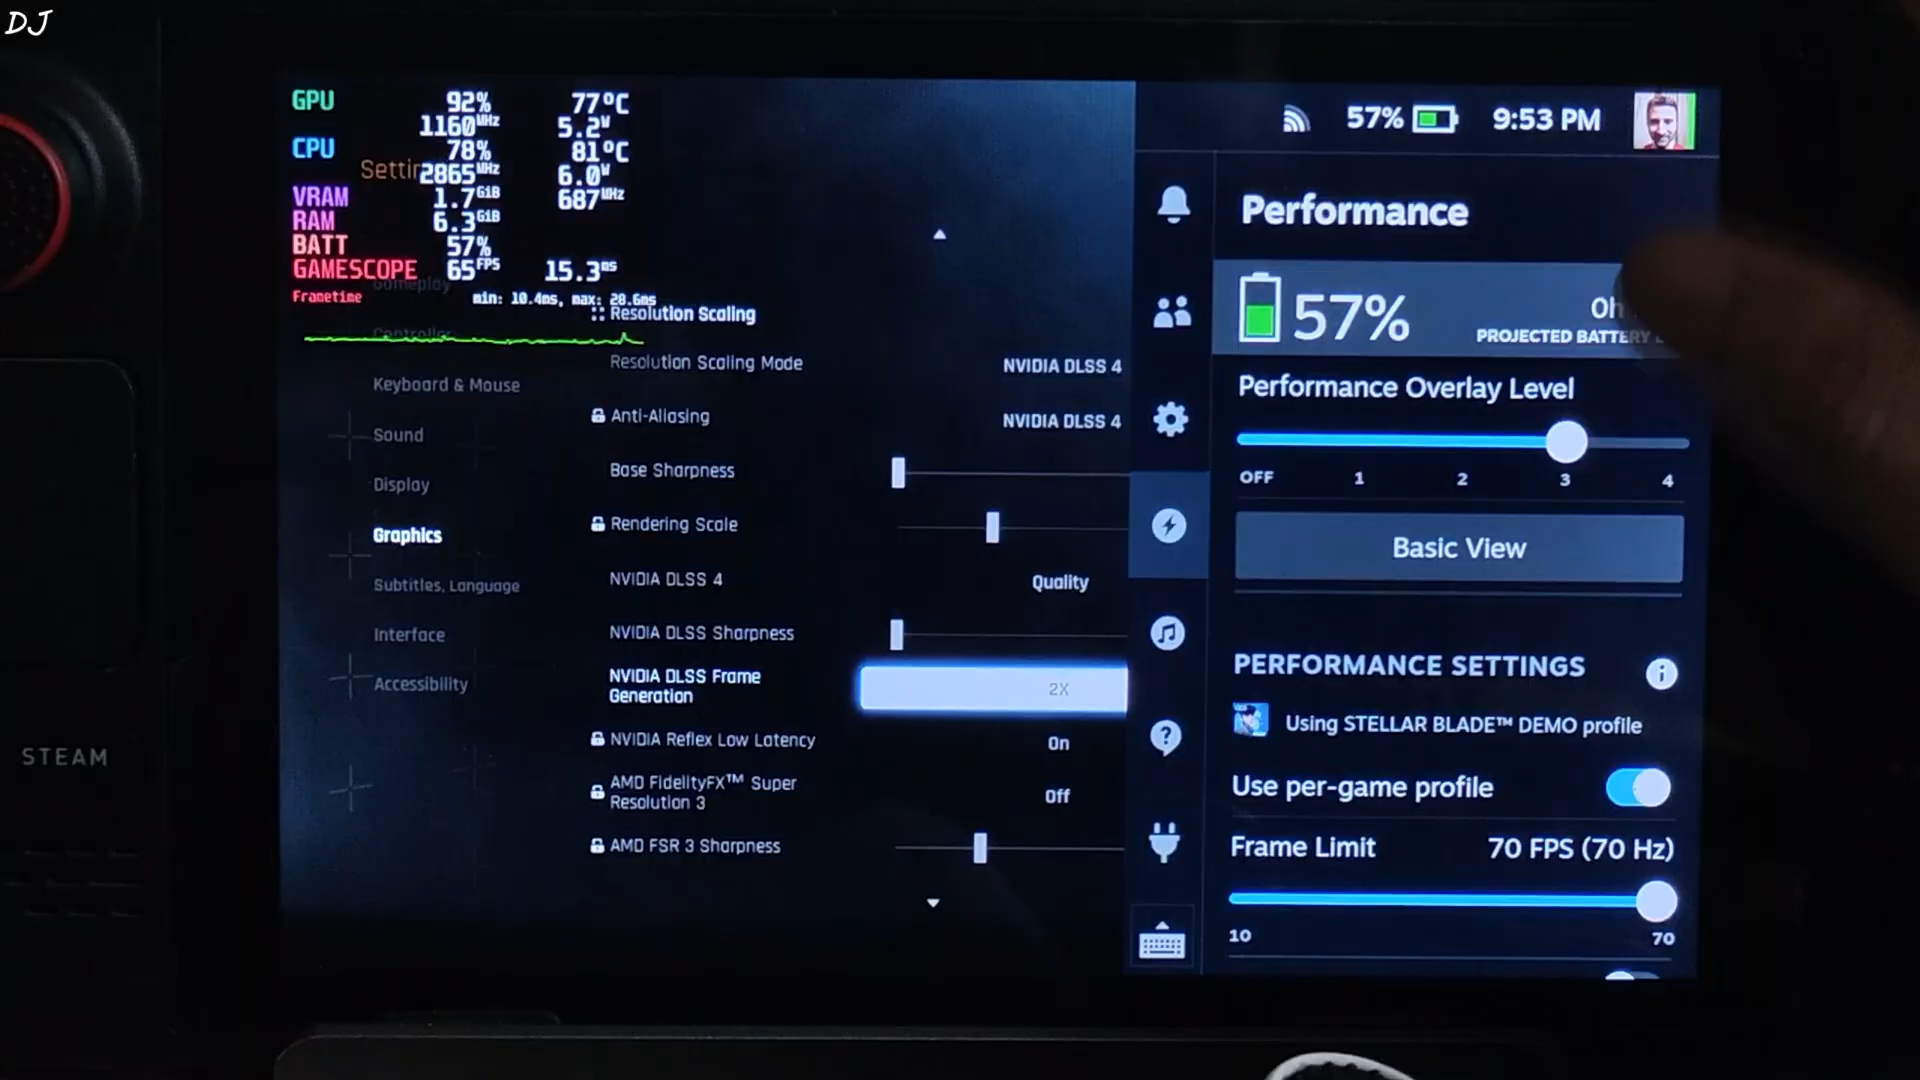 DJ
GPU 92% 77°C
1160MHz 5.2W
CPU 78% 81°C
2865MHz 6.0W
VRAM 1.7GiB 687MHz
RAM 6.3GiB
BATT 57%
GAMESCOPE 65FPS 15.3ms
Frametime min: 10.4ms, max: 28.6ms
Settin
Gameplay
Controller
Keyboard & Mouse
Sound
Display
Graphics
Subtitles, Language
Interface
Accessibility
Resolution Scaling
Resolution Scaling Mode NVIDIA DLSS 4
Anti-Aliasing NVIDIA DLSS 4
Base Sharpness
Rendering Scale
NVIDIA DLSS 4 Quality
NVIDIA DLSS Sharpness
NVIDIA DLSS Frame
Generation 2X
NVIDIA Reflex Low Latency On
AMD FidelityFX™ Super
Resolution 3 Off
AMD FSR 3 Sharpness
57% 9:53 PM
Performance
57% 0h
PROJECTED BATTERY
Performance Overlay Level
OFF 1 2 3 4
Basic View
PERFORMANCE SETTINGS
Using STELLAR BLADE™ DEMO profile
Use per-game profile
Frame Limit 70 FPS (70 Hz)
10 70
STEAM